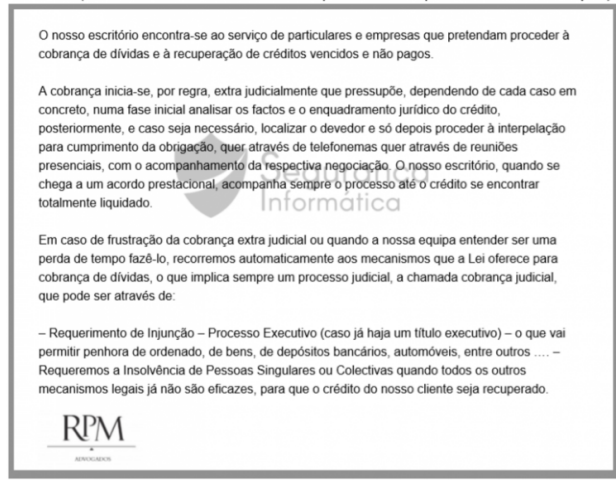 O nosso escritório encontra-se ao serviço de particulares e empresas que pretendam proceder à
cobrança de dívidas e à recuperação de créditos vencidos e não pagos.
A cobrança inicia-se, por regra, extra judicialmente que pressupõe, dependendo de cada caso em
concreto, numa fase inicial analisar os factos e o enquadramento jurídico do crédito,
posteriormente, e caso seja necessário, localizar o devedor e só depois proceder à interpelação
para cumprimento da obrigação, quer através de telefonemas quer através de reuniões
presenciais, com o acompanhamento da respectiva negociação. O nosso escritório, quando se
chega a um acordo prestacional, acompanha sempre o processo até o crédito se encontrar
totalmente liquidado.
Segurança
Informática
Em caso de frustração da cobrança extra judicial ou quando a nossa equipa entender ser uma
perda de tempo fazê-lo, recorremos automaticamente aos mecanismos que a Lei oferece para
cobrança de dívidas, o que implica sempre um processo judicial, a chamada cobrança judicial,
que pode ser através de:
– Requerimento de Injunção – Processo Executivo (caso já haja um título executivo) – o que vai
permitir penhora de ordenado, de bens, de depósitos bancários, automóveis, entre outros .... –
Requeremos a Insolvência de Pessoas Singulares ou Colectivas quando todos os outros
mecanismos legais já não são eficazes, para que o crédito do nosso cliente seja recuperado.
RPM
ADVOGADOS